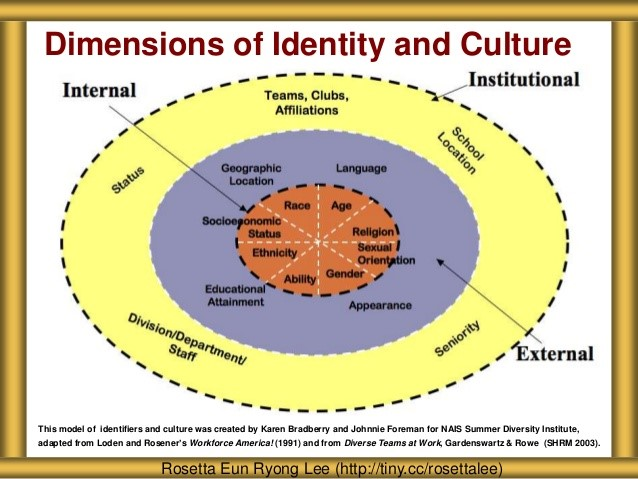 Dimensions of Identity and Culture
Internal
Institutional
Teams, Clubs,
Affiliations
School
Location
Status
Geographic
Location
Language
Race
Age
Socioeconomic
Status
Religion
Sexual
Orientation
Ethnicity
Gender
Ability
Educational
Attainment
Appearance
Division/Department/
Staff
Seniority
External
This model of identifiers and culture was created by Karen Bradberry and Johnnie Foreman for NAIS Summer Diversity Institute,
adapted from Loden and Rosener's Workforce America! (1991) and from Diverse Teams at Work, Gardenswartz & Rowe (SHRM 2003).
Rosetta Eun Ryong Lee (http://tiny.cc/rosettalee)